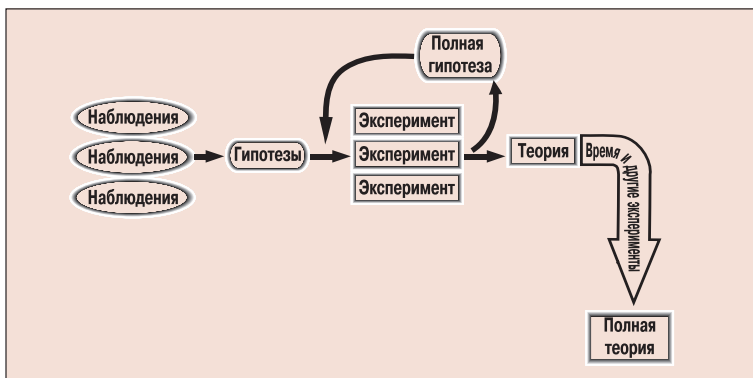 Полная
гипотеза
Наблюдения
Наблюдения
Наблюдения
Гипотезы
Эксперимент
Эксперимент
Эксперимент
Теория
Время и другие эксперименты
Полная
теория